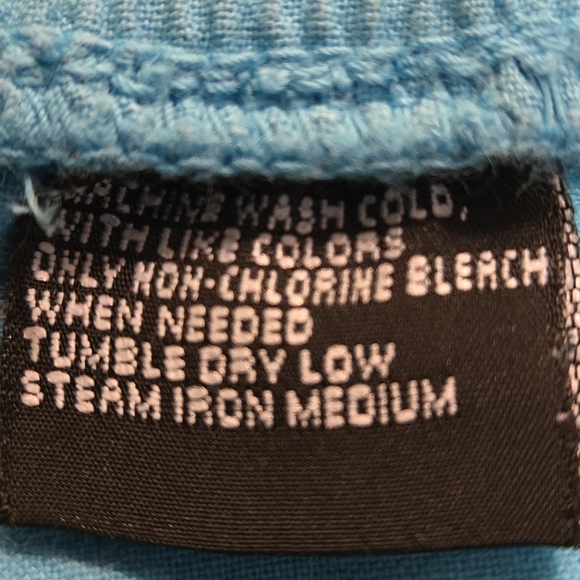 MACHINE WASH COLD,
WITH LIKE COLORS
ONLY NON-CHLORINE BLEACH
WHEN NEEDED
TUMBLE DRY LOW
STEAM IRON MEDIUM